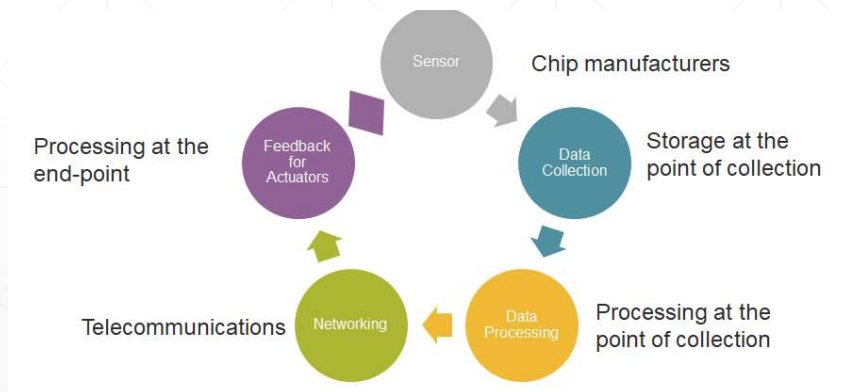 Sensor
Chip manufacturers
Data
Collection
Storage at the
point of collection
Data
Processing
Processing at the
point of collection
Networking
Telecommunications
Feedback
for
Actuators
Processing at the
end-point